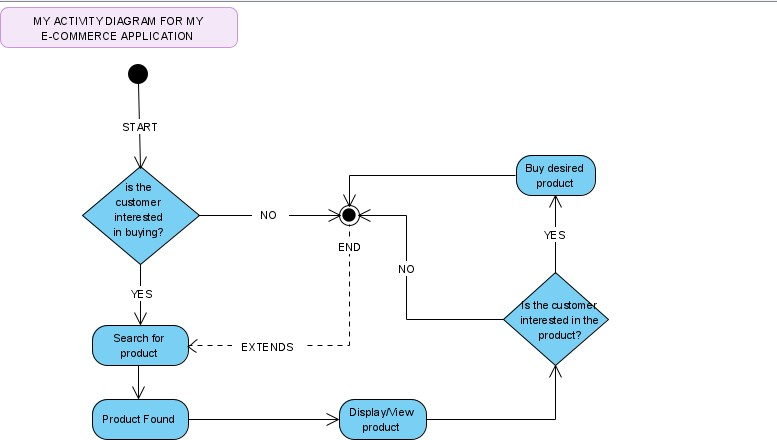 MY ACTIVITY DIAGRAM FOR MY
E-COMMERCE APPLICATION
START
is the
customer
interested
in buying?
NO
END
YES
Search for
product
EXTENDS
Product Found
Display/View
product
Is the customer
interested in the
product?
NO
YES
Buy desired
product